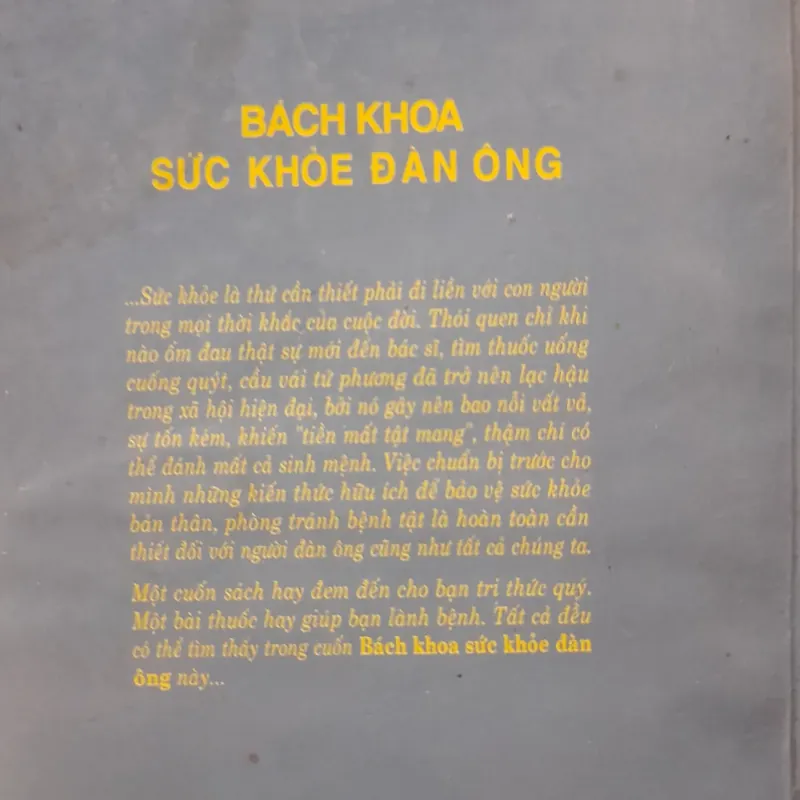 BÁCH KHOA
SỨC KHỎE ĐÀN ÔNG
...Sức khỏe là thứ cần thiết phải đi liền với con người
trong mọi thời khắc của cuộc đời. Thói quen chỉ khi
nào ốm đau thật sự mới đến bác sĩ, tìm thuốc uống
cuống quýt, cầu vái tứ phương đã trở nên lạc hậu
trong xã hội hiện đại, bởi nó gây nên bao nỗi vất vả,
sự tốn kém, khiến "tiền mất tật mang", thậm chí có
thể đánh mất cả sinh mệnh. Việc chuẩn bị trước cho
mình những kiến thức hữu ích để bảo vệ sức khỏe
bản thân, phòng tránh bệnh tật là hoàn toàn cần
thiết đối với người đàn ông cũng như tất cả chúng ta.
Một cuốn sách hay đem đến cho bạn tri thức quý.
Một bài thuốc hay giúp bạn lành bệnh. Tất cả đều
có thể tìm thấy trong cuốn Bách khoa sức khỏe đàn
ông này...